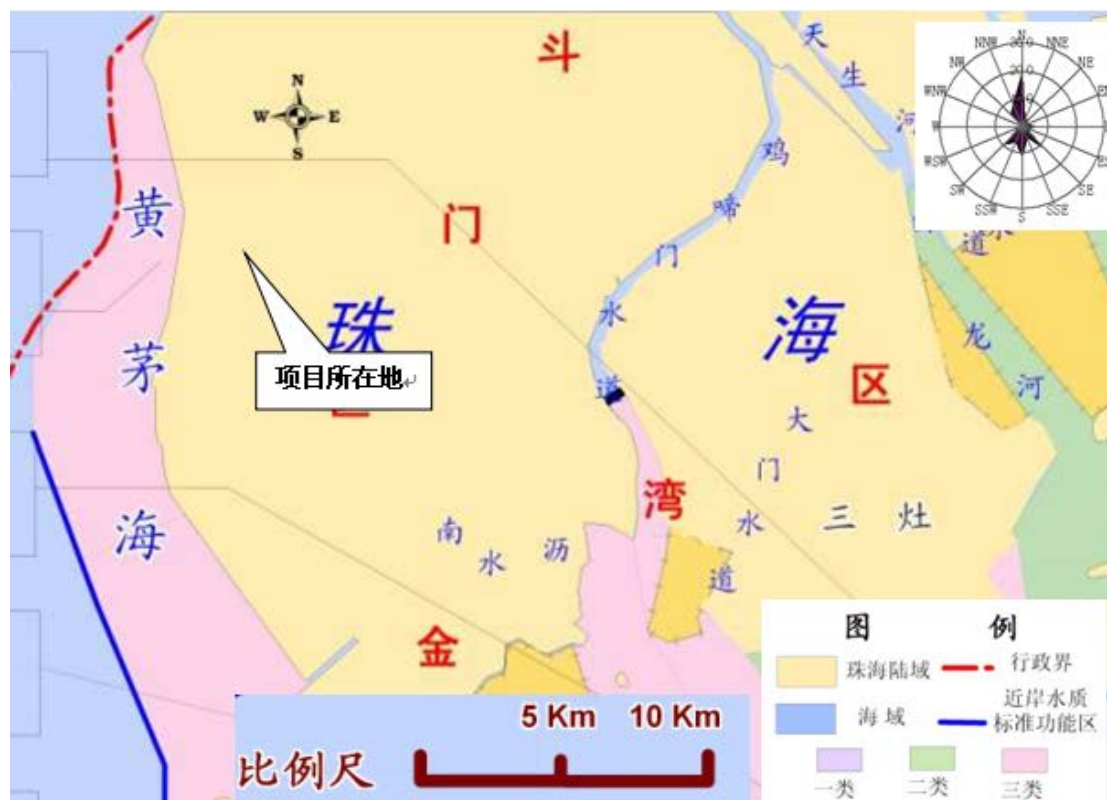 斗
天生河
N
W E
S
N
NNE
NE
SE
SSE
S
SSW
SW
WSW
W
WNW
NW
NNW
鸡啼门水道
黄茅海
门
珠
海
区
项目所在地
龙
河
道
大门水道
湾
三灶
南水沥
金
图 例
珠海陆域
行政界
海域
近岸水质
标准功能区
一类
二类
三类
5 Km 10 Km
比例尺